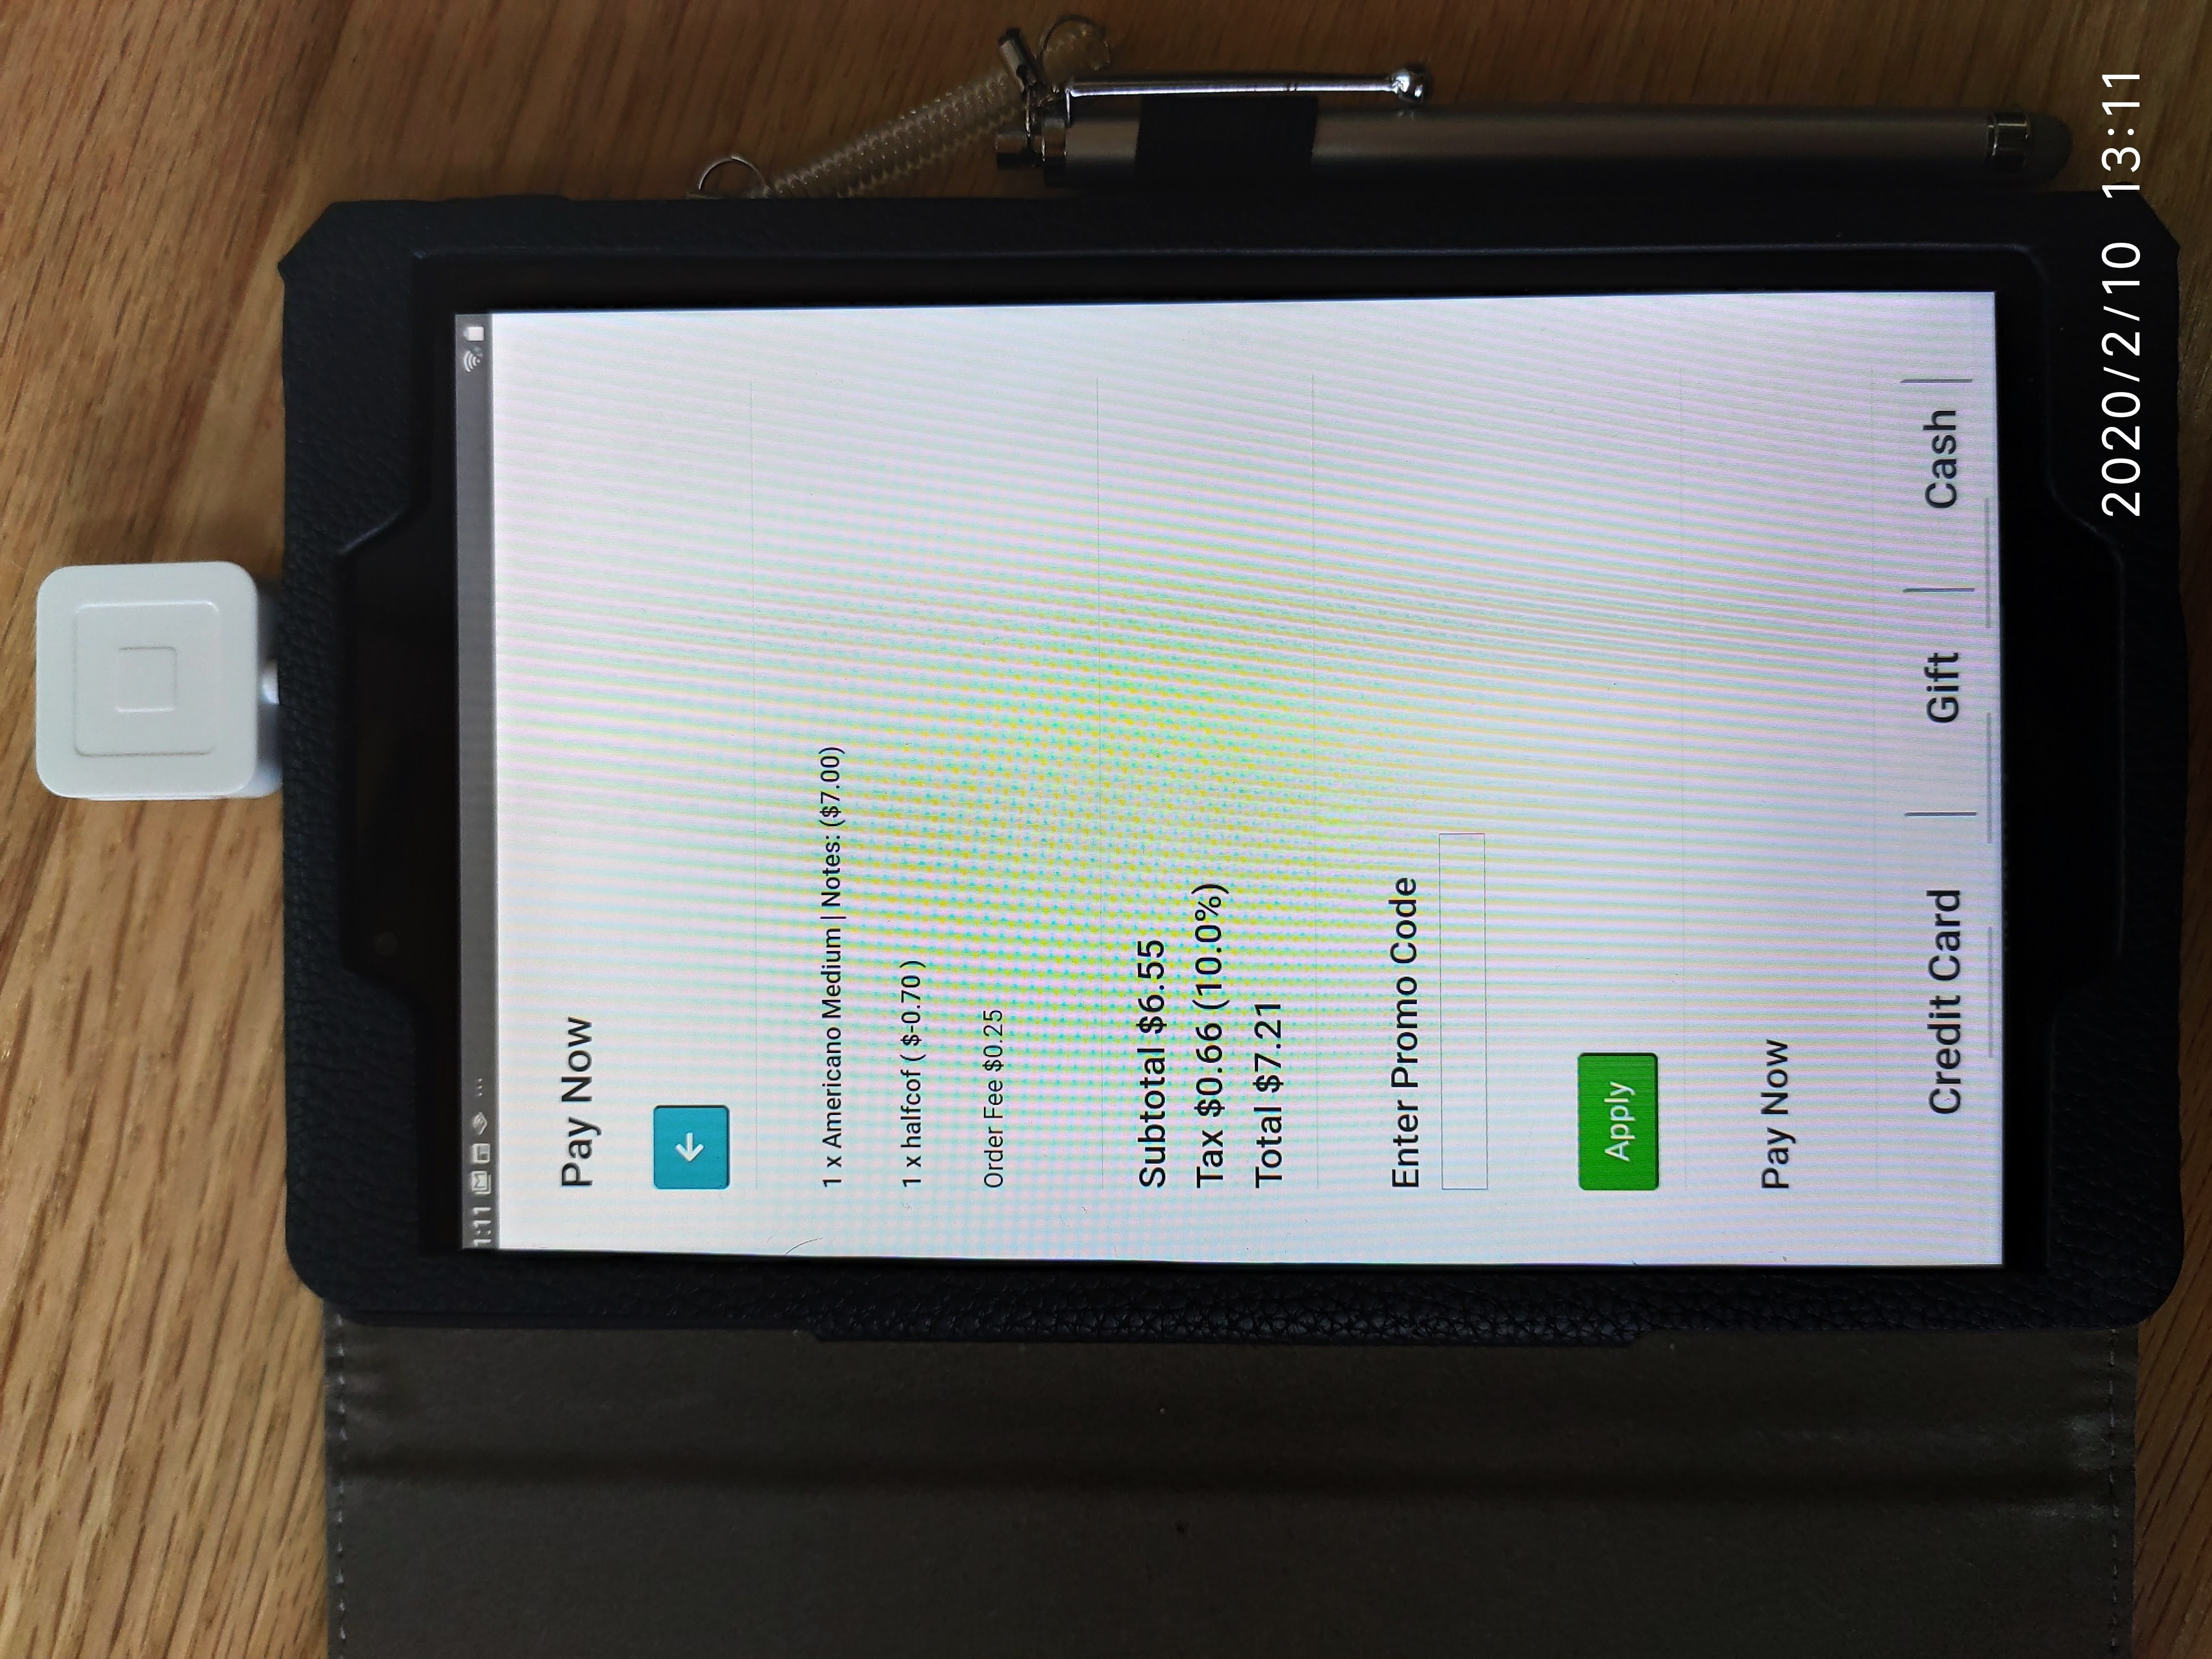 1:11
Pay Now
1 x Americano Medium | Notes: ($7.00)
1 x halfcof ( $-0.70 )
Order Fee $0.25
Subtotal $6.55
Tax $0.66 (10.0%)
Total $7.21
Enter Promo Code
Apply
Pay Now
Credit Card | Gift | Cash |
2020/2/10 13:11